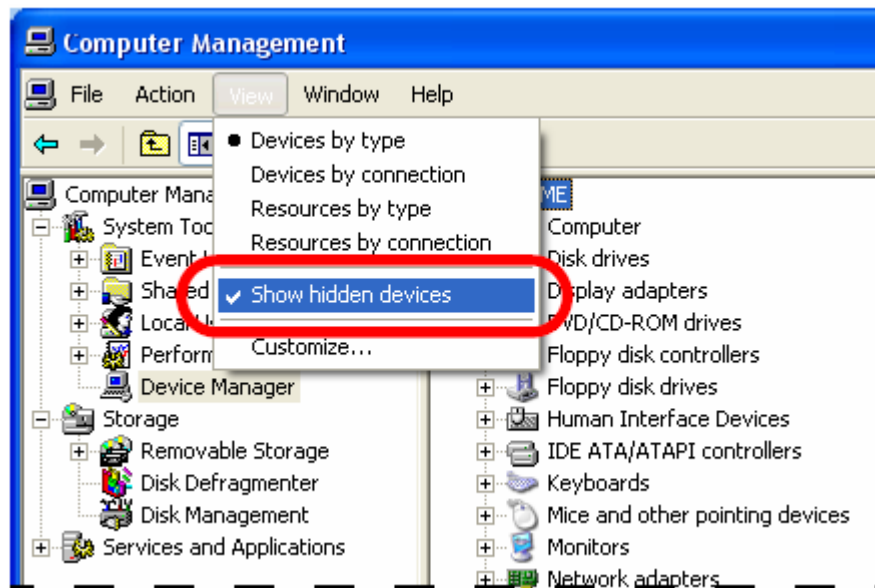 Computer Management
File Action View Window Help
Devices by type
Devices by connection
Resources by type
Resources by connection
Show hidden devices
Customize...
Computer Mana
System Too
Event
Shared
Local
Perform
Device Manager
Storage
Removable Storage
Disk Defragmenter
Disk Management
Services and Applications
ME
Computer
Disk drives
Display adapters
DVD/CD-ROM drives
Floppy disk controllers
Floppy disk drives
Human Interface Devices
IDE ATA/ATAPI controllers
Keyboards
Mice and other pointing devices
Monitors
Network adapters